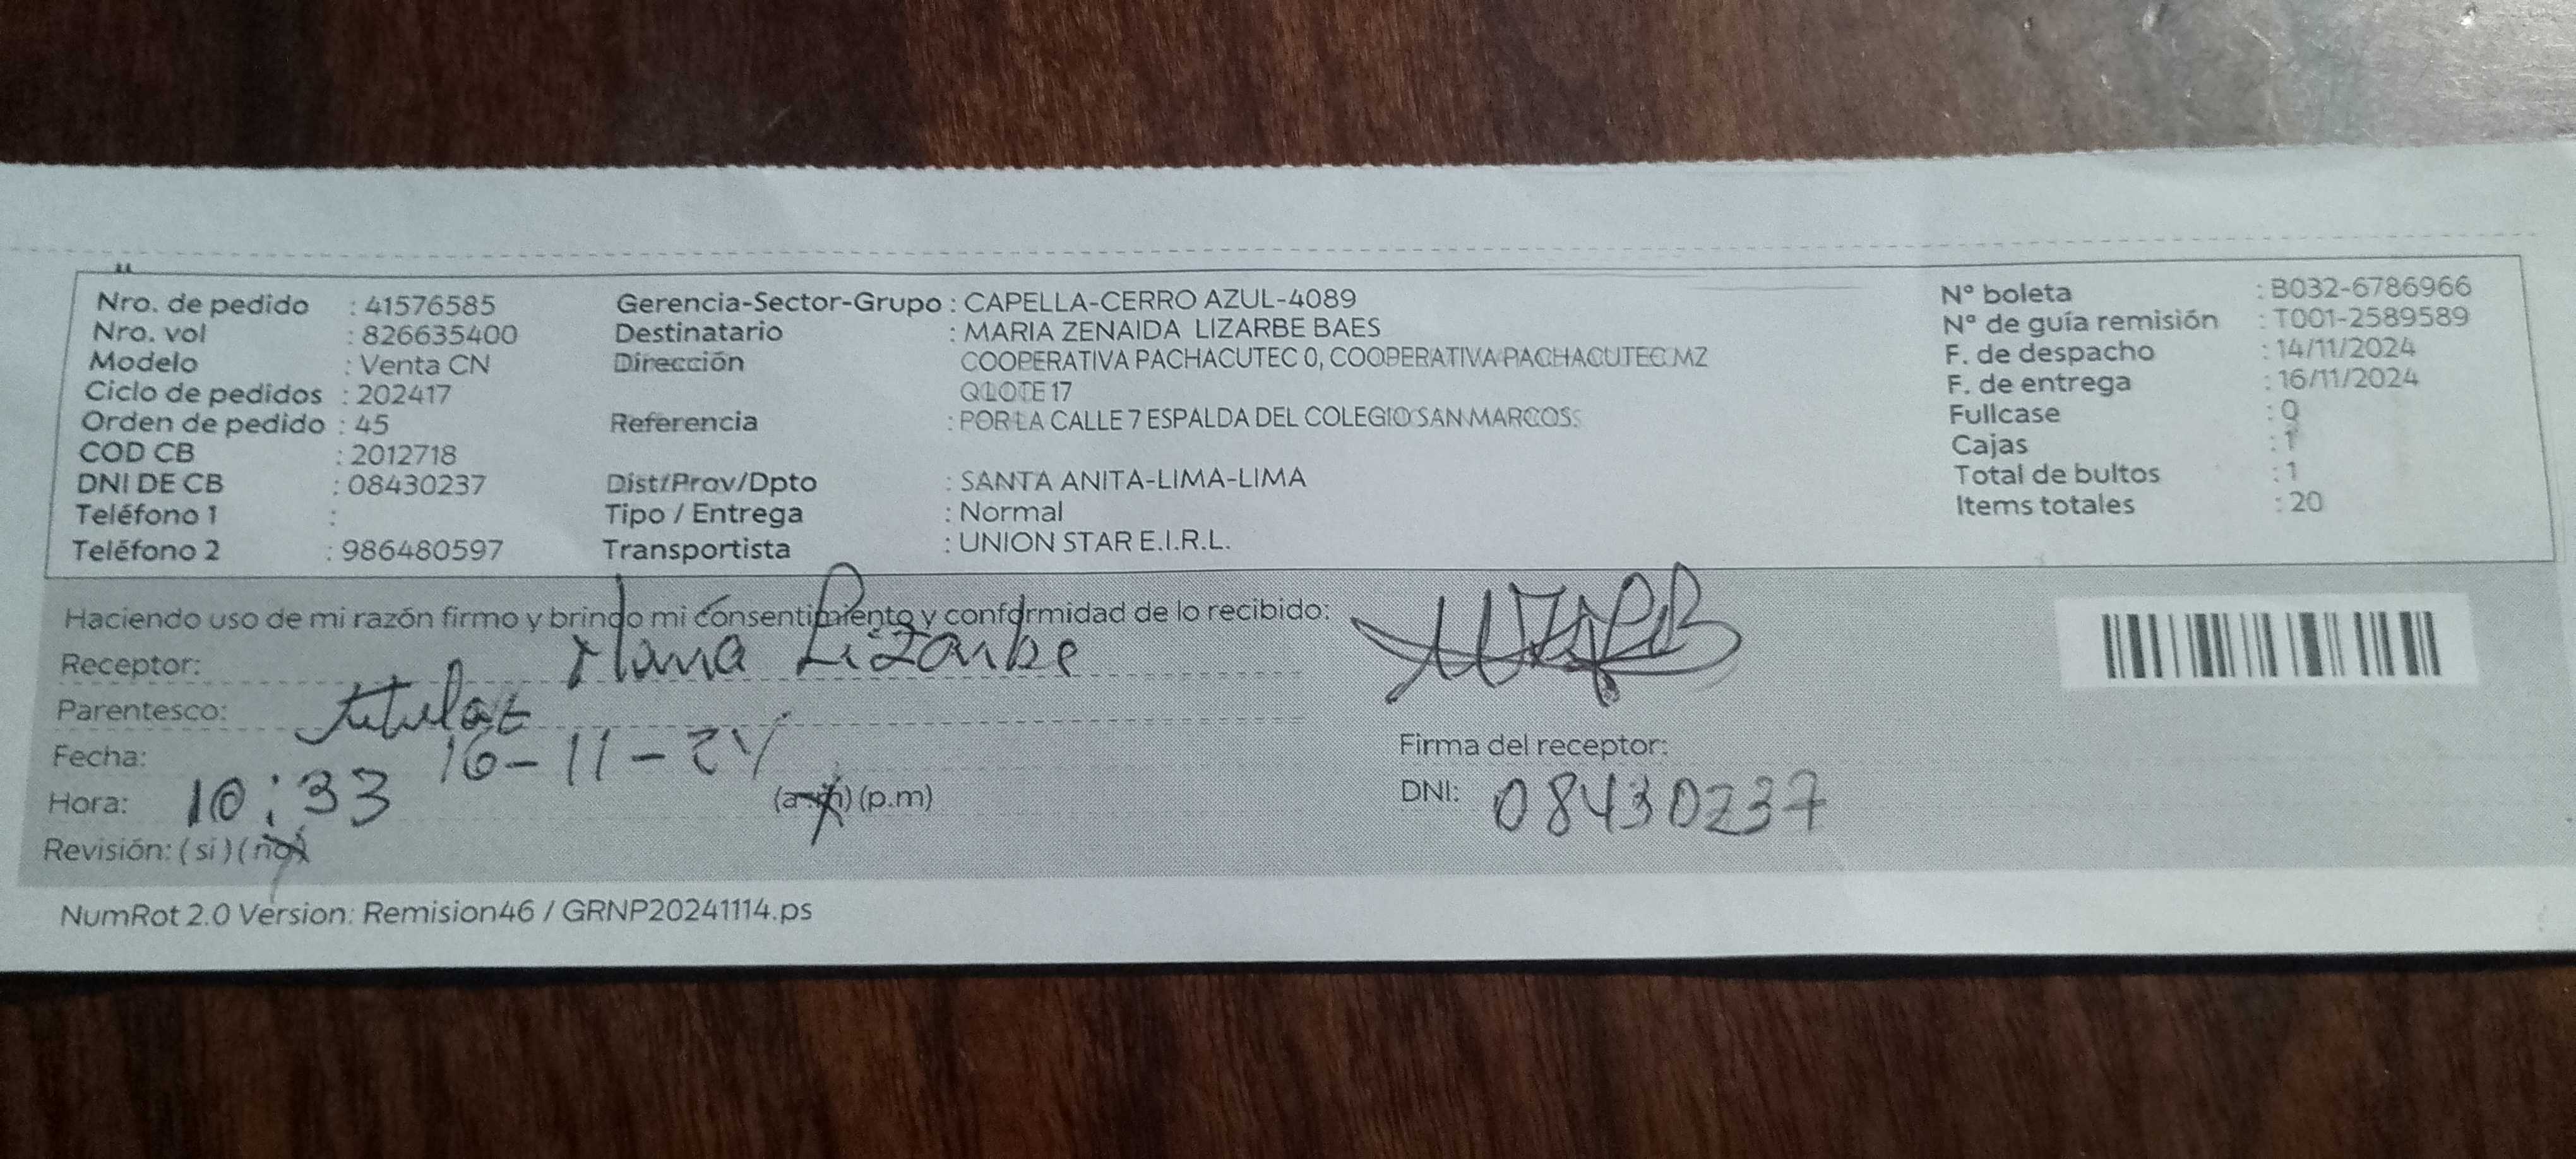 Nro. de pedido : 41576585
Nro. vol : 826635400
Modelo : Venta CN
Ciclo de pedidos : 202417
Orden de pedido : 45
COD CB : 2012718
DNI DE CB : 08430237
Teléfono 1 :
Teléfono 2 : 986480597
Gerencia-Sector-Grupo : CAPELLA-CERRO AZUL-4089
Destinatario : MARIA ZENAIDA LIZARBE BAES
Dirección COOPERATIVA PACHACUTEC 0, COOPERATIVA PACHACUTEC MZ
Q LOTE 17
Referencia : POR LA CALLE 7 ESPALDA DEL COLEGIO SAN MARCOS
Dist/Prov/Dpto : SANTA ANITA-LIMA-LIMA
Tipo / Entrega : Normal
Transportista : UNION STAR E.I.R.L.
N° boleta : B032-6786966
N° de guía remisión : T001-2589589
F. de despacho : 14/11/2024
F. de entrega : 16/11/2024
Fullcase : 0
Cajas : 1
Total de bultos : 1
Items totales : 20
Haciendo uso de mi razón firmo y brindo mi consentimiento y conformidad de lo recibido:
Receptor: Maria Lizarbe
Parentesco: titular
Fecha: 16-11-24
Hora: 10:33 (a.m) (p.m)
Revisión: (si) (no)
Firma del receptor:
DNI: 08430237
NumRot 2.0 Version: Remision46 / GRNP20241114.ps